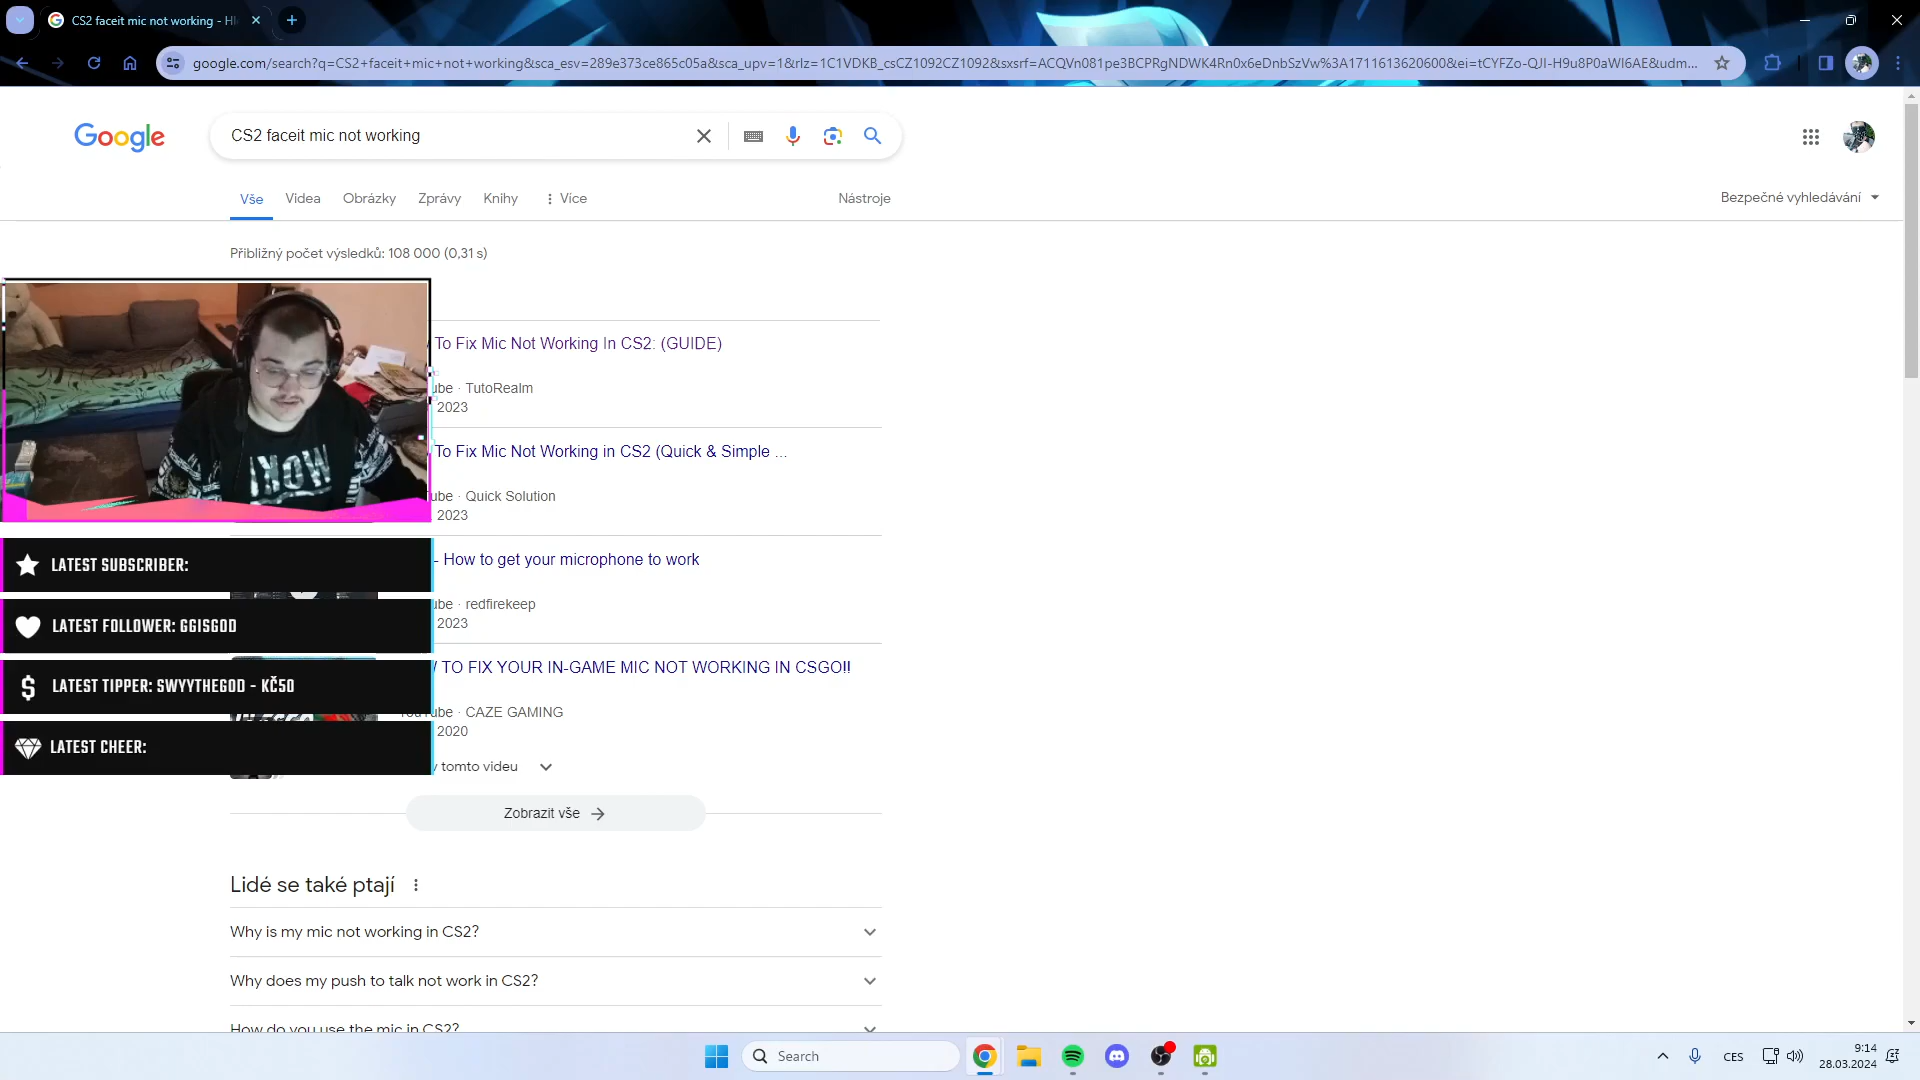 CS2 faceit mic not working - Hl
google.com/search?q=CS2+faceit+mic+not+working&sca_esv=289e373ce865c05a&sca_upv=1&rlz=1C1VDKB_csCZ1092CZ1092&sxsrf=ACQVn081pe3BCPRgNDWK4Rn0x6eDnbSzVw%3A1711613620600&ei=tCYFZo-QJI-H9u8P0aWI6AE&udm...
Google
CS2 faceit mic not working
Vše
Videa
Obrázky
Zprávy
Knihy
Více
Nástroje
Bezpečné vyhledávání
Přibližný počet výsledků: 108 000 (0,31 s)
To Fix Mic Not Working In CS2: (GUIDE)
ube · TutoRealm
2023
To Fix Mic Not Working in CS2 (Quick & Simple ...
ube · Quick Solution
2023
- How to get your microphone to work
ube · redfirekeep
2023
TO FIX YOUR IN-GAME MIC NOT WORKING IN CSGO!!
YouTube · CAZE GAMING
2020
v tomto videu
Zobrazit vše
WOKI
LATEST SUBSCRIBER:
LATEST FOLLOWER: GGISGOD
LATEST TIPPER: SWYYTHEGOD - KČ50
LATEST CHEER:
Lidé se také ptají
Why is my mic not working in CS2?
Why does my push to talk not work in CS2?
How do you use the mic in CS2?
Search
CES
9:14
28.03.2024